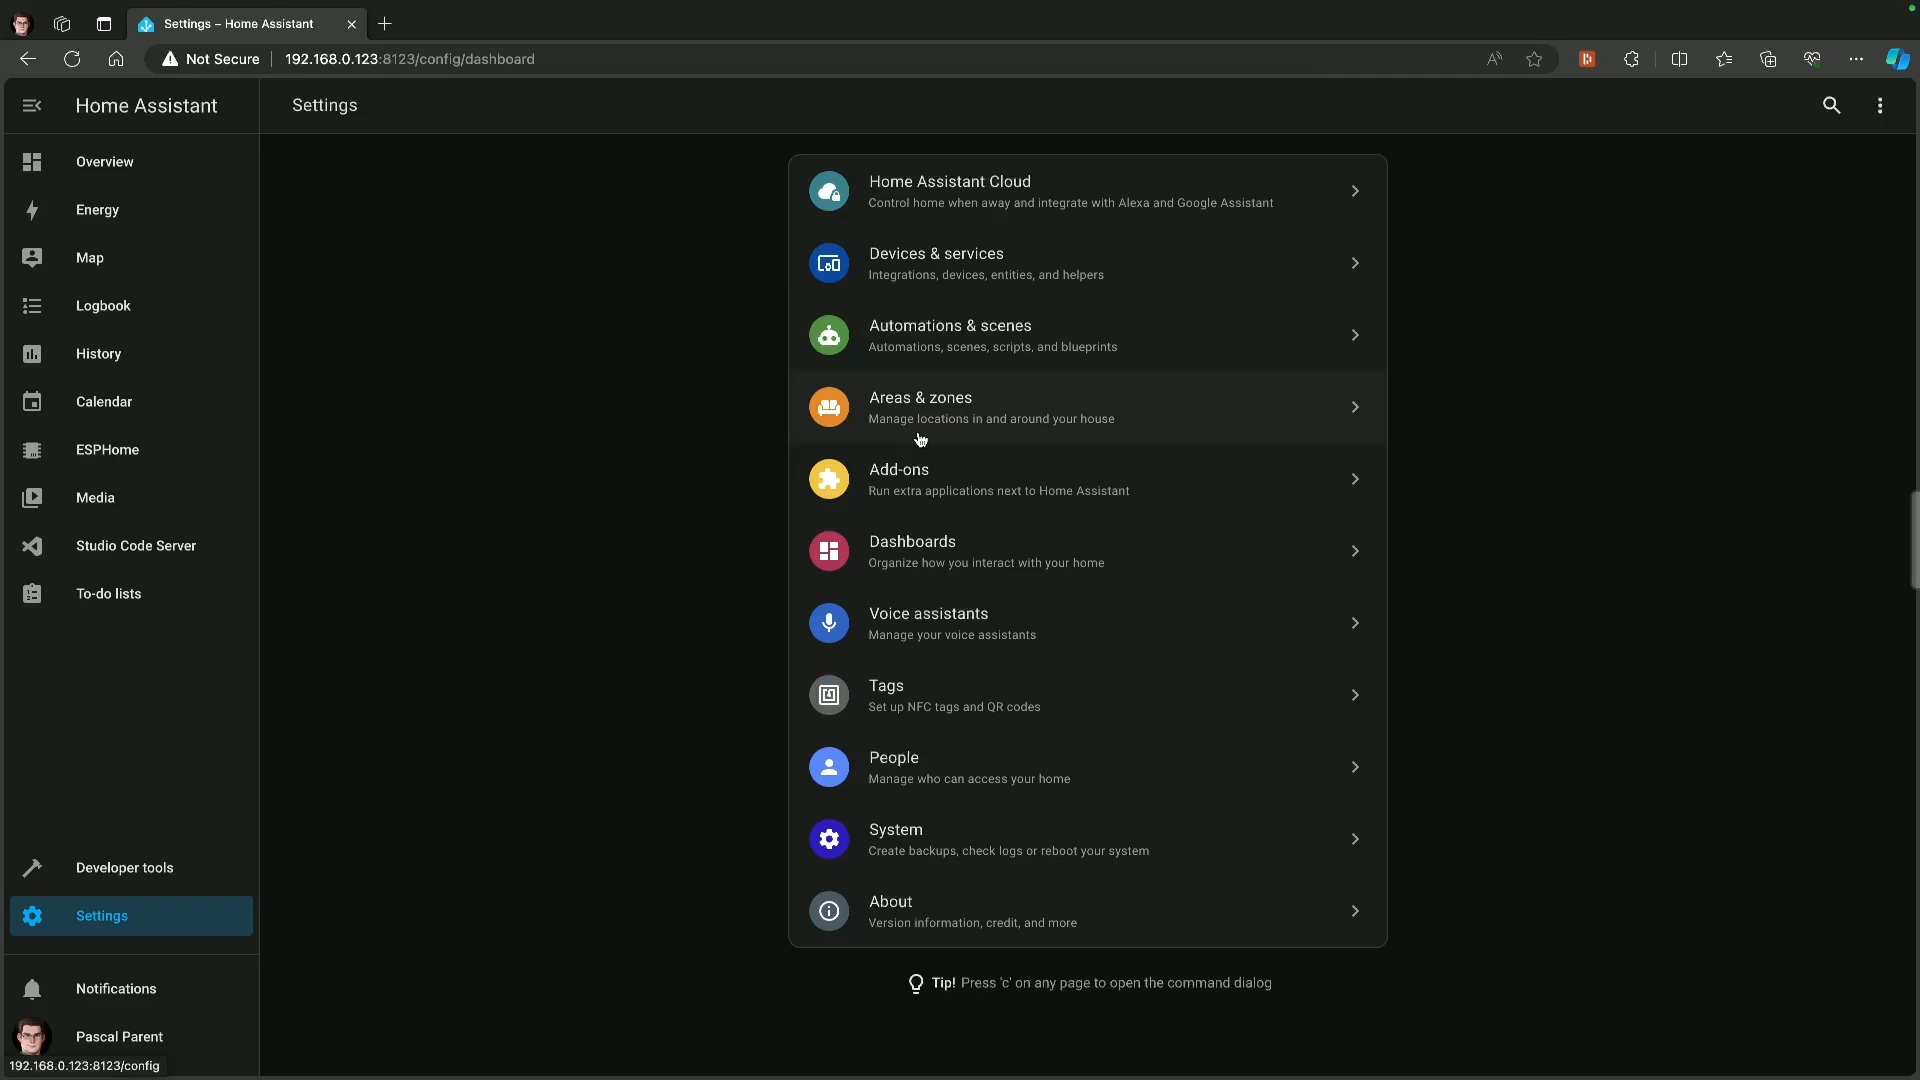 Settings – Home Assistant
Not Secure
192.168.0.123:8123/config/dashboard
Home Assistant
Settings
Overview
Energy
Map
Logbook
History
Calendar
ESPHome
Media
Studio Code Server
To-do lists
Developer tools
Settings
Notifications
Pascal Parent
192.168.0.123:8123/config
Home Assistant Cloud
Control home when away and integrate with Alexa and Google Assistant
Devices & services
Integrations, devices, entities, and helpers
Automations & scenes
Automations, scenes, scripts, and blueprints
Areas & zones
Manage locations in and around your house
Add-ons
Run extra applications next to Home Assistant
Dashboards
Organize how you interact with your home
Voice assistants
Manage your voice assistants
Tags
Set up NFC tags and QR codes
People
Manage who can access your home
System
Create backups, check logs or reboot your system
About
Version information, credit, and more
Tip! Press 'c' on any page to open the command dialog